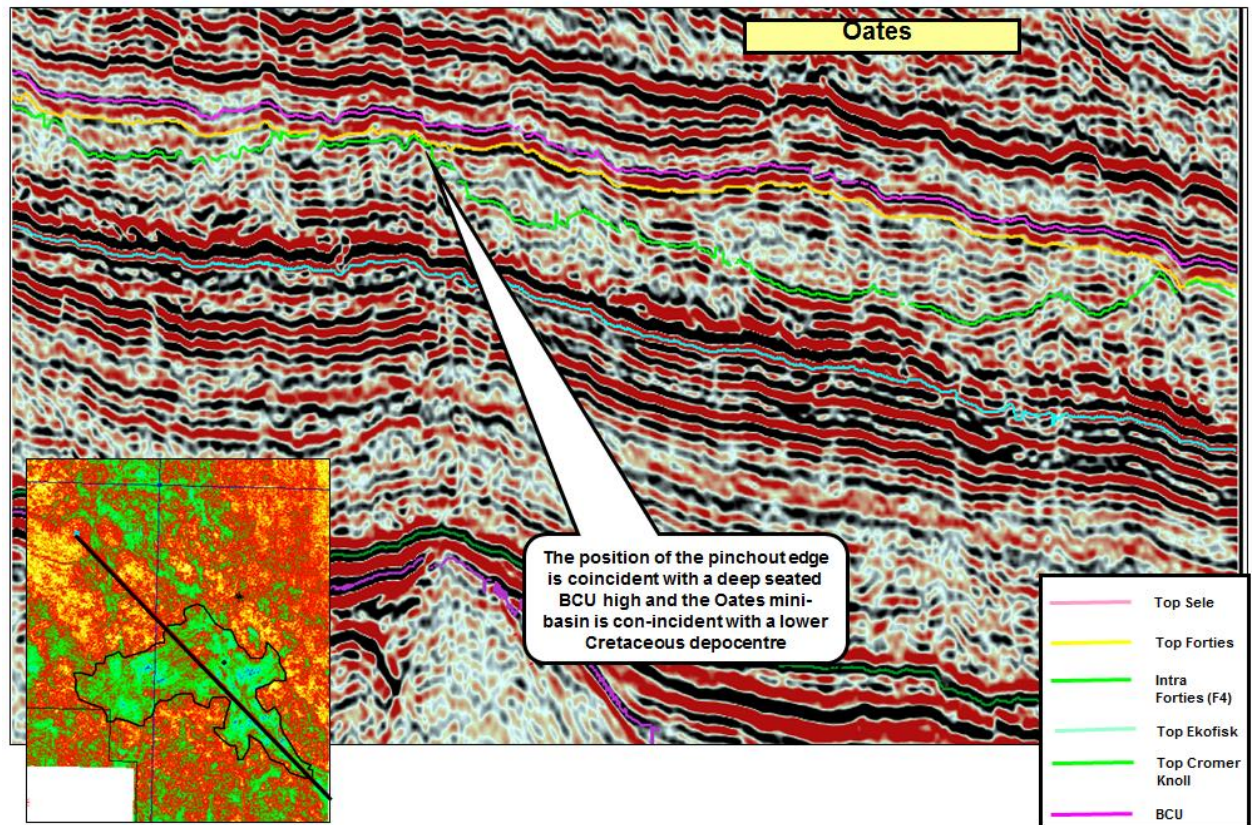 Oates
The position of the pinchout edge
is coincident with a deep seated
BCU high and the Oates mini-
basin is con-incident with a lower
Cretaceous depocentre
Top Sele
Top Forties
Intra
Forties (F4)
Top Ekofisk
Top Cromer
Knoll
BCU